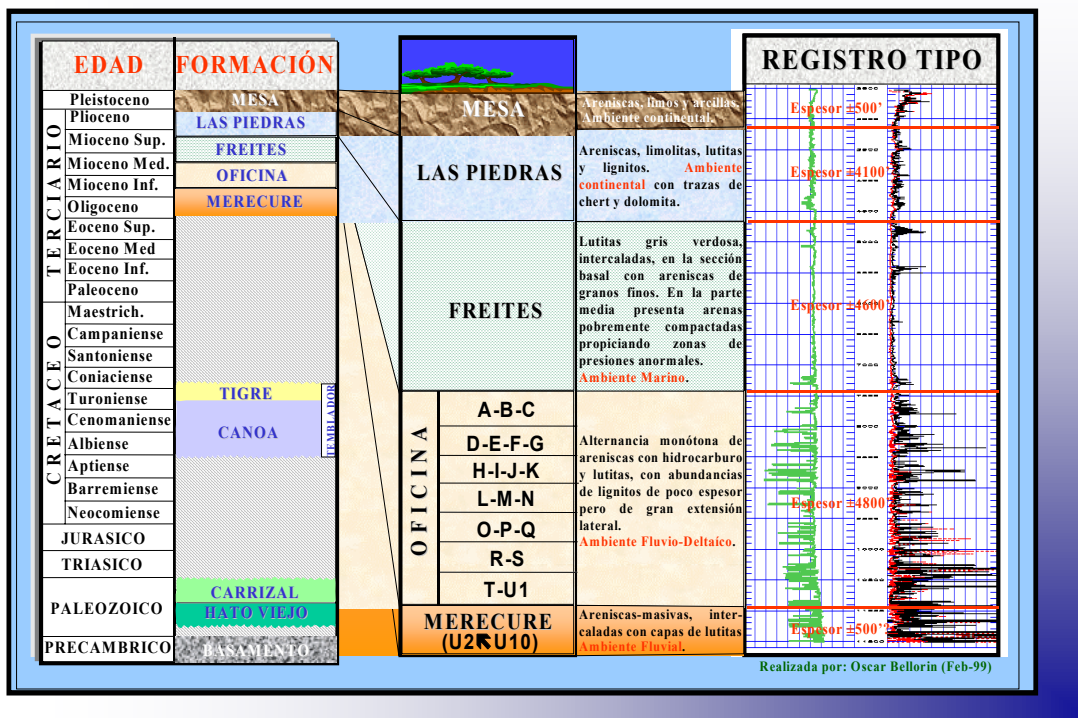 EDAD
FORMACIÓN
TERCIARIO
Pleistoceno
Plioceno
Mioceno Sup.
Mioceno Med.
Mioceno Inf.
Oligoceno
Eoceno Sup.
Eoceno Med
Eoceno Inf.
Paleoceno
CRETACEO
Maestrich.
Campaniense
Santoniense
Coniaciense
Turoniense
Cenomaniense
Albiense
Aptiense
Barremiense
Neocomiense
JURASICO
TRIASICO
PALEOZOICO
PRECAMBRICO
MESA
LAS PIEDRAS
FREITES
OFICINA
MERECURE
TIGRE
CANOA
TEMBLADOR
CARRIZAL
HATO VIEJO
BASAMENTO
MESA
Areniscas, limos y arcillas.
Ambiente continental.
LAS PIEDRAS
Areniscas, limolitas, lutitas
y lignitos. Ambiente
continental con trazas de
chert y dolomita.
FREITES
Lutitas gris verdosa,
intercaladas, en la sección
basal con areniscas de
granos finos. En la parte
media presenta arenas
pobremente compactadas
propiciando zonas de
presiones anormales.
Ambiente Marino.
OFICINA
A-B-C
D-E-F-G
H-I-J-K
L-M-N
O-P-Q
R-S
T-U1
Alternancia monótona de
areniscas con hidrocarburo
y lutitas, con abundancias
de lignitos de poco espesor
pero de gran extensión
lateral.
Ambiente Fluvio-Deltaíco.
MERECURE
(U2↖U10)
Areniscas-masivas, inter-
caladas con capas de lutitas
Ambiente Fluvial.
REGISTRO TIPO
Espesor ±500'
Espesor ±4100'
Espesor ±4600'
Espesor ±4800'
Espesor ±500'
Realizada por: Oscar Bellorin (Feb-99)